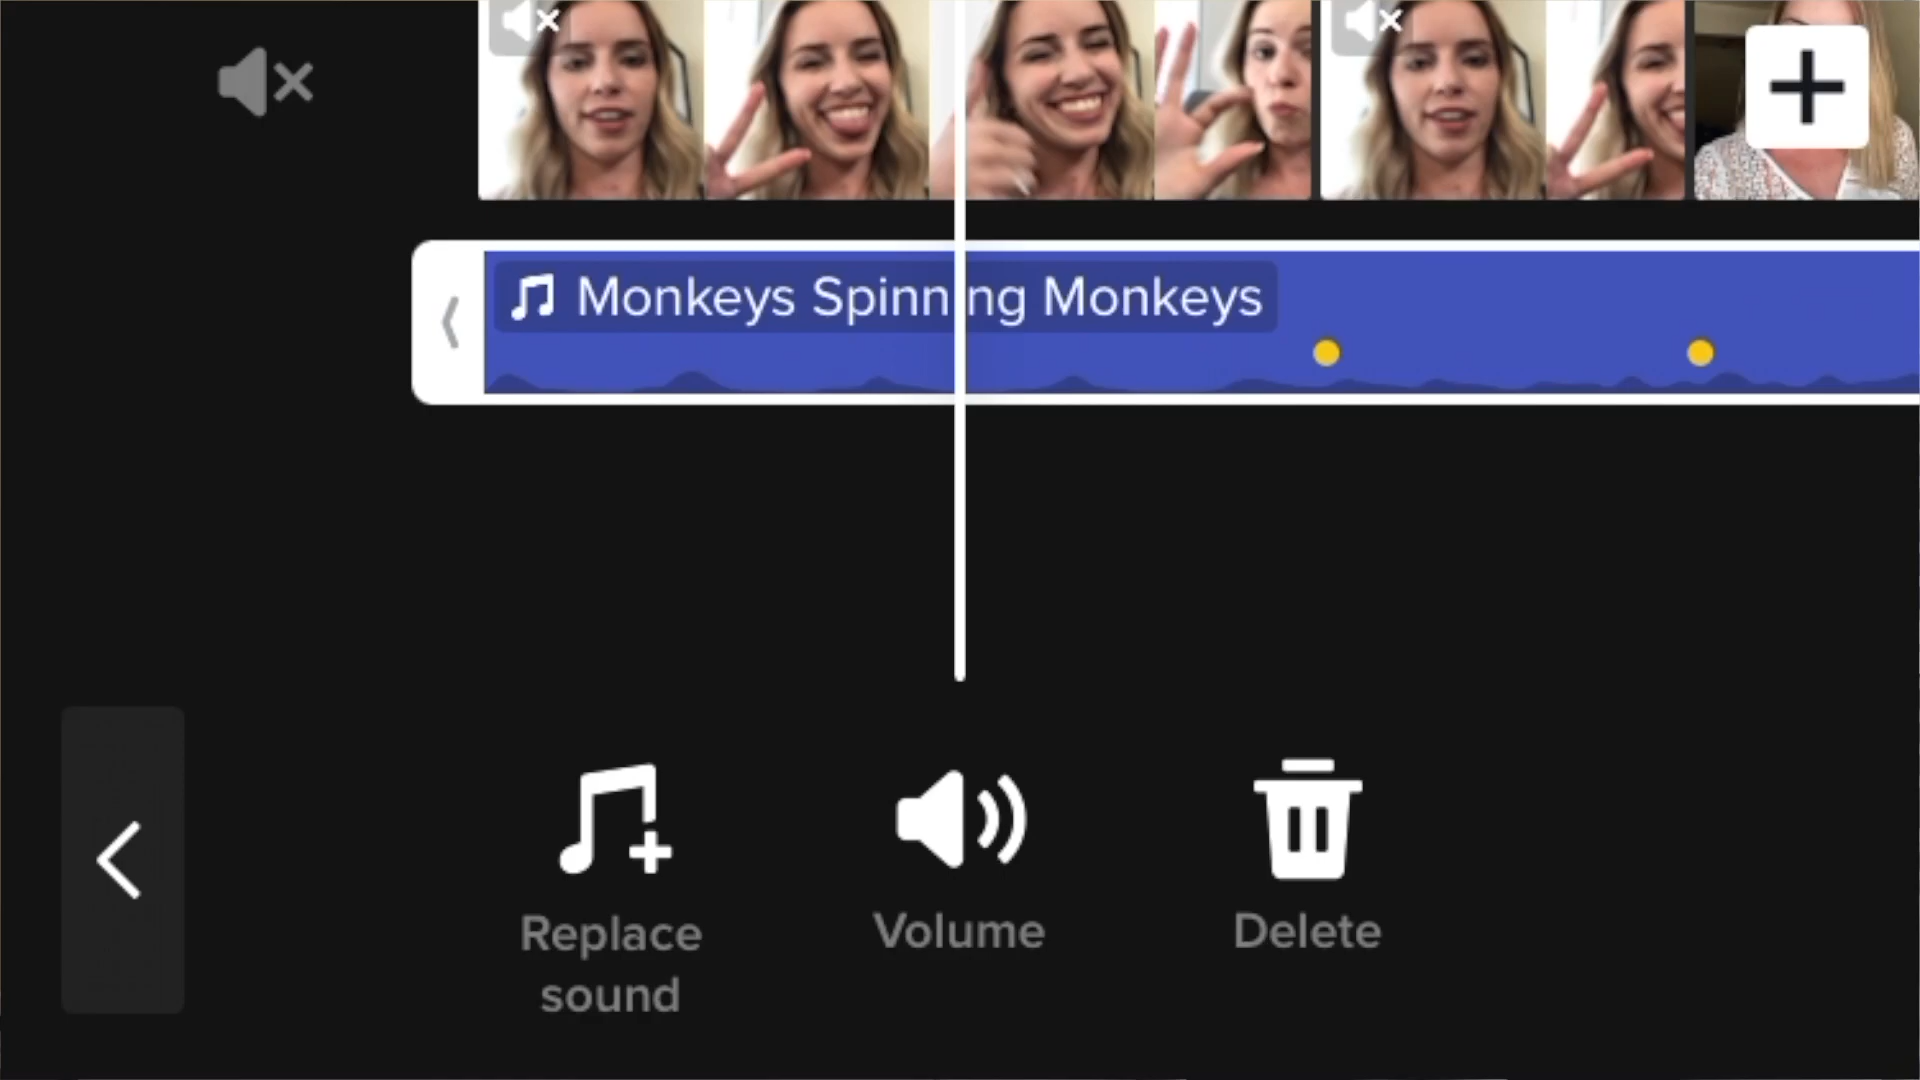 Monkeys Spinning Monkeys
Replace
sound
Volume
Delete